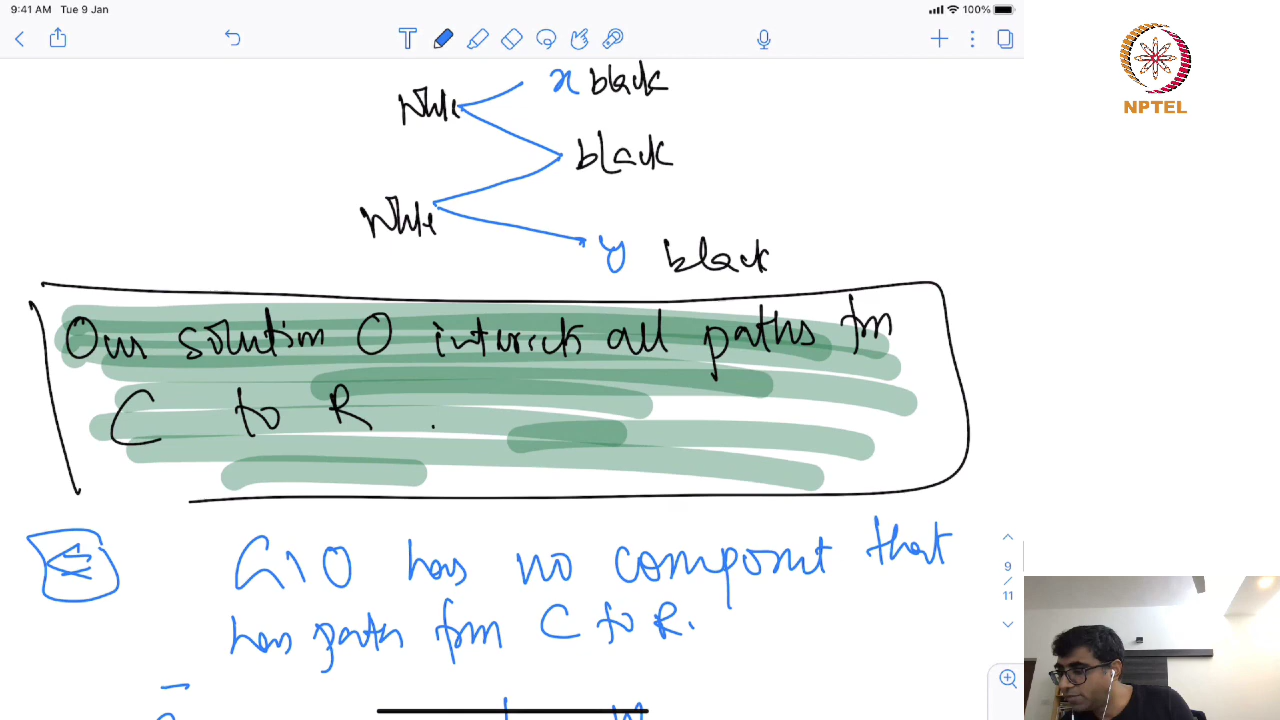 9:41 AM Tue 9 Jan
100%
NPTEL
White x black
black
White
y black
Our solution O intersects all paths from
C to R.
⇐ G\O has no component that
has paths from C to R.
9
/
11